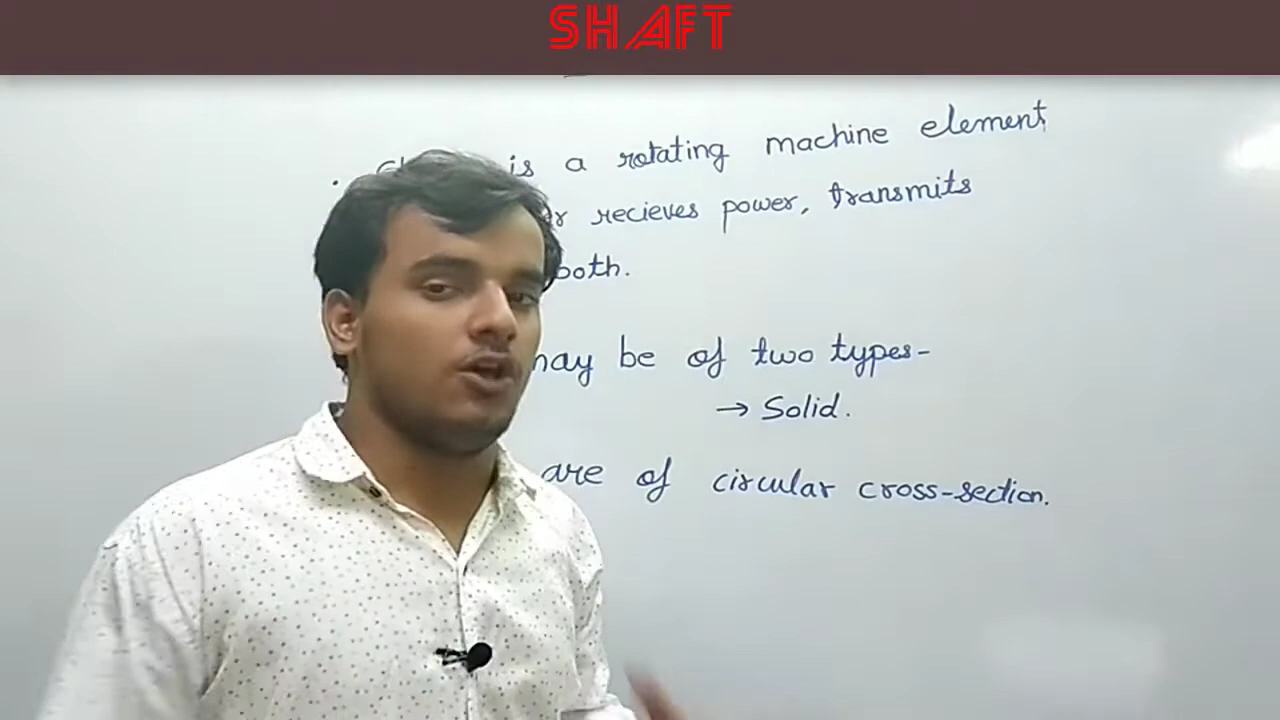 SHAFT
is a rotating machine element
recieves power, transmits
both.
may be of two types-
→ Solid.
are of circular cross-section.